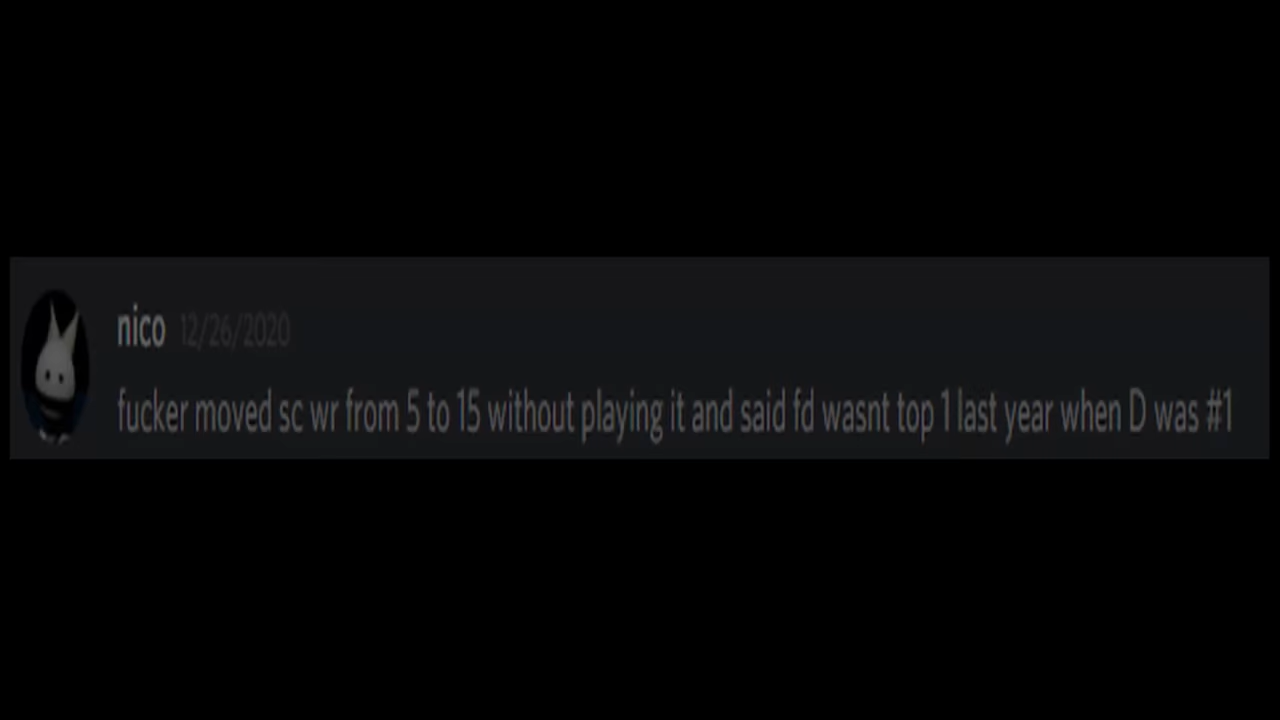 nico 12/26/2020
fucker moved sc wr from 5 to 15 without playing it and said fd wasnt top 1 last year when D was #1